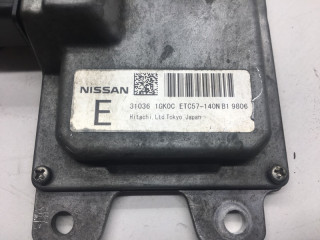 NISSAN
E
31036 1GK0C ETC57-140N B1 9806
Hitachi Ltd Tokyo Japan